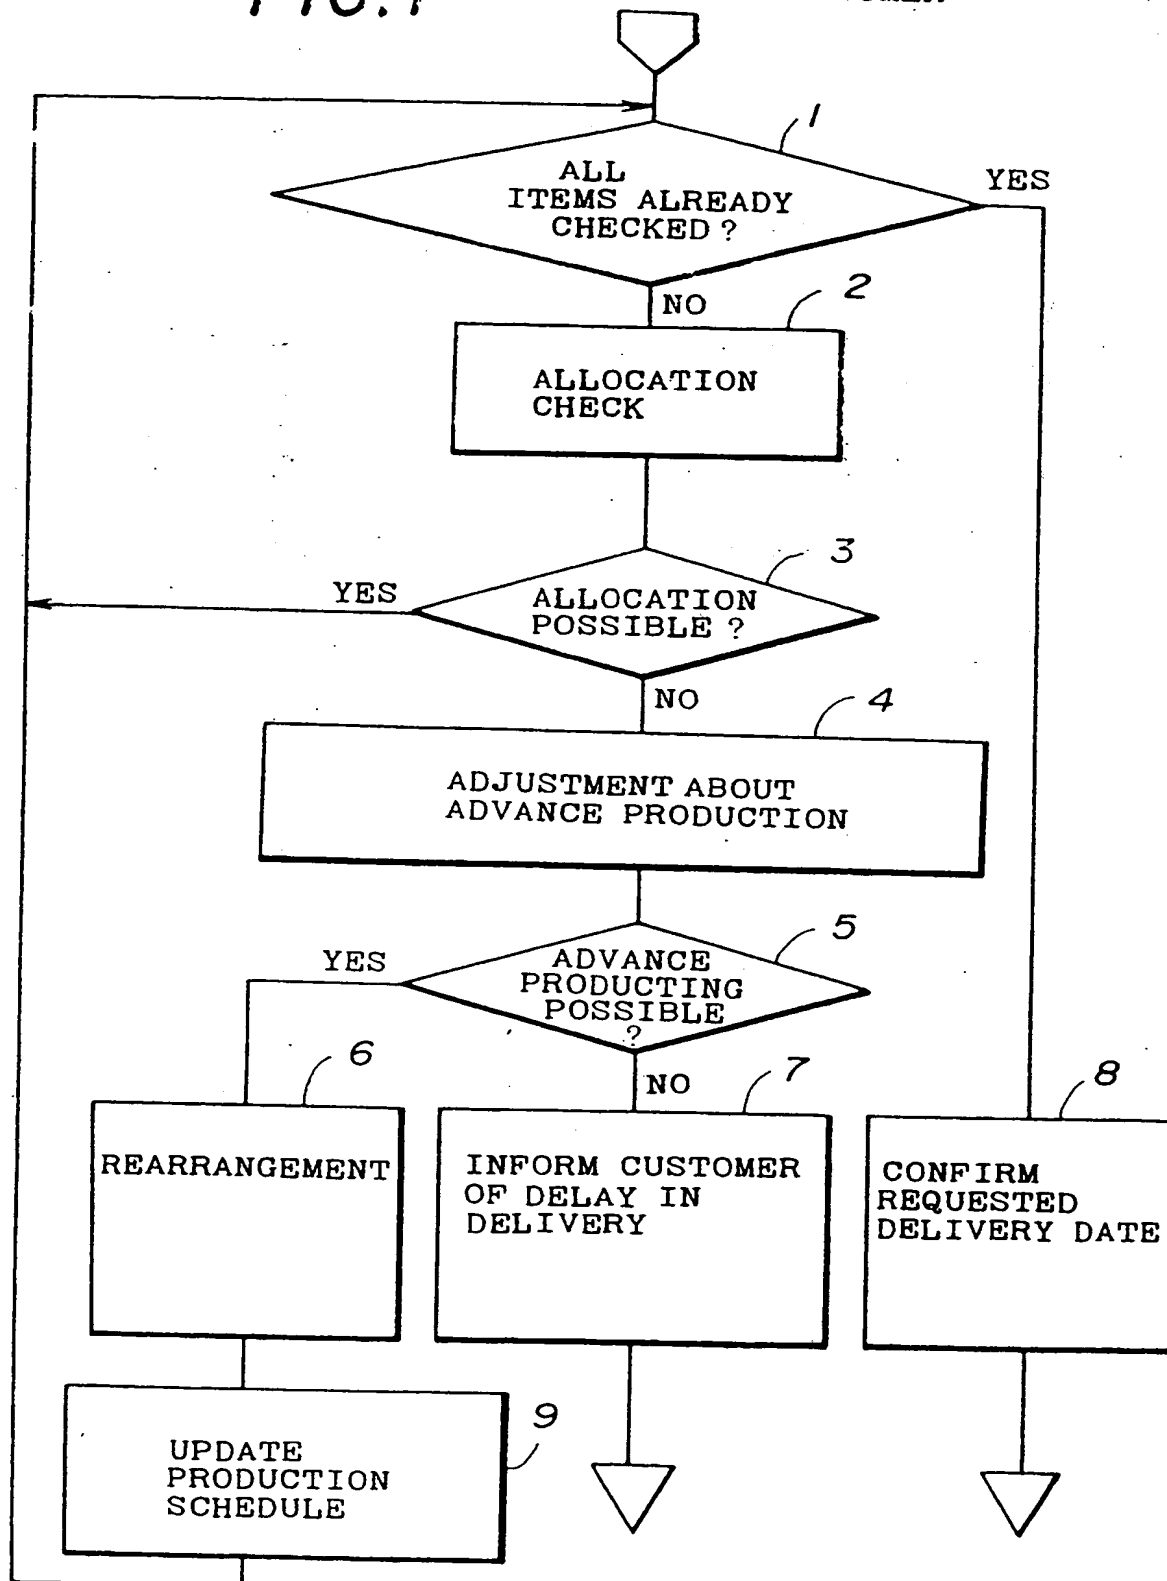 FIG.1
1
ALL
ITEMS ALREADY
CHECKED ?
YES
NO
2
ALLOCATION
CHECK
3
YES
ALLOCATION
POSSIBLE ?
NO
4
ADJUSTMENT ABOUT
ADVANCE PRODUCTION
5
YES
ADVANCE
PRODUCTING
POSSIBLE
?
NO
6
7
8
REARRANGEMENT
INFORM CUSTOMER
OF DELAY IN
DELIVERY
CONFIRM
REQUESTED
DELIVERY DATE
9
UPDATE
PRODUCTION
SCHEDULE